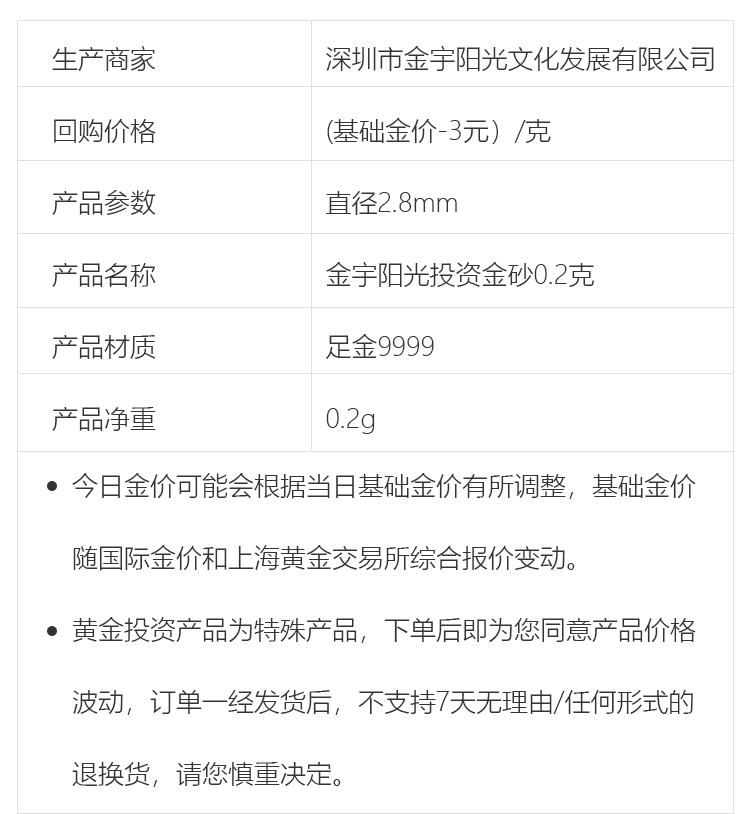 生产商家 深圳市金宇阳光文化发展有限公司
回购价格 (基础金价-3元）/克
产品参数 直径2.8mm
产品名称 金宇阳光投资金砂0.2克
产品材质 足金9999
产品净重 0.2g
• 今日金价可能会根据当日基础金价有所调整，基础金价
随国际金价和上海黄金交易所综合报价变动。
• 黄金投资产品为特殊产品，下单后即为您同意产品价格
波动，订单一经发货后，不支持7天无理由/任何形式的
退换货，请您慎重决定。